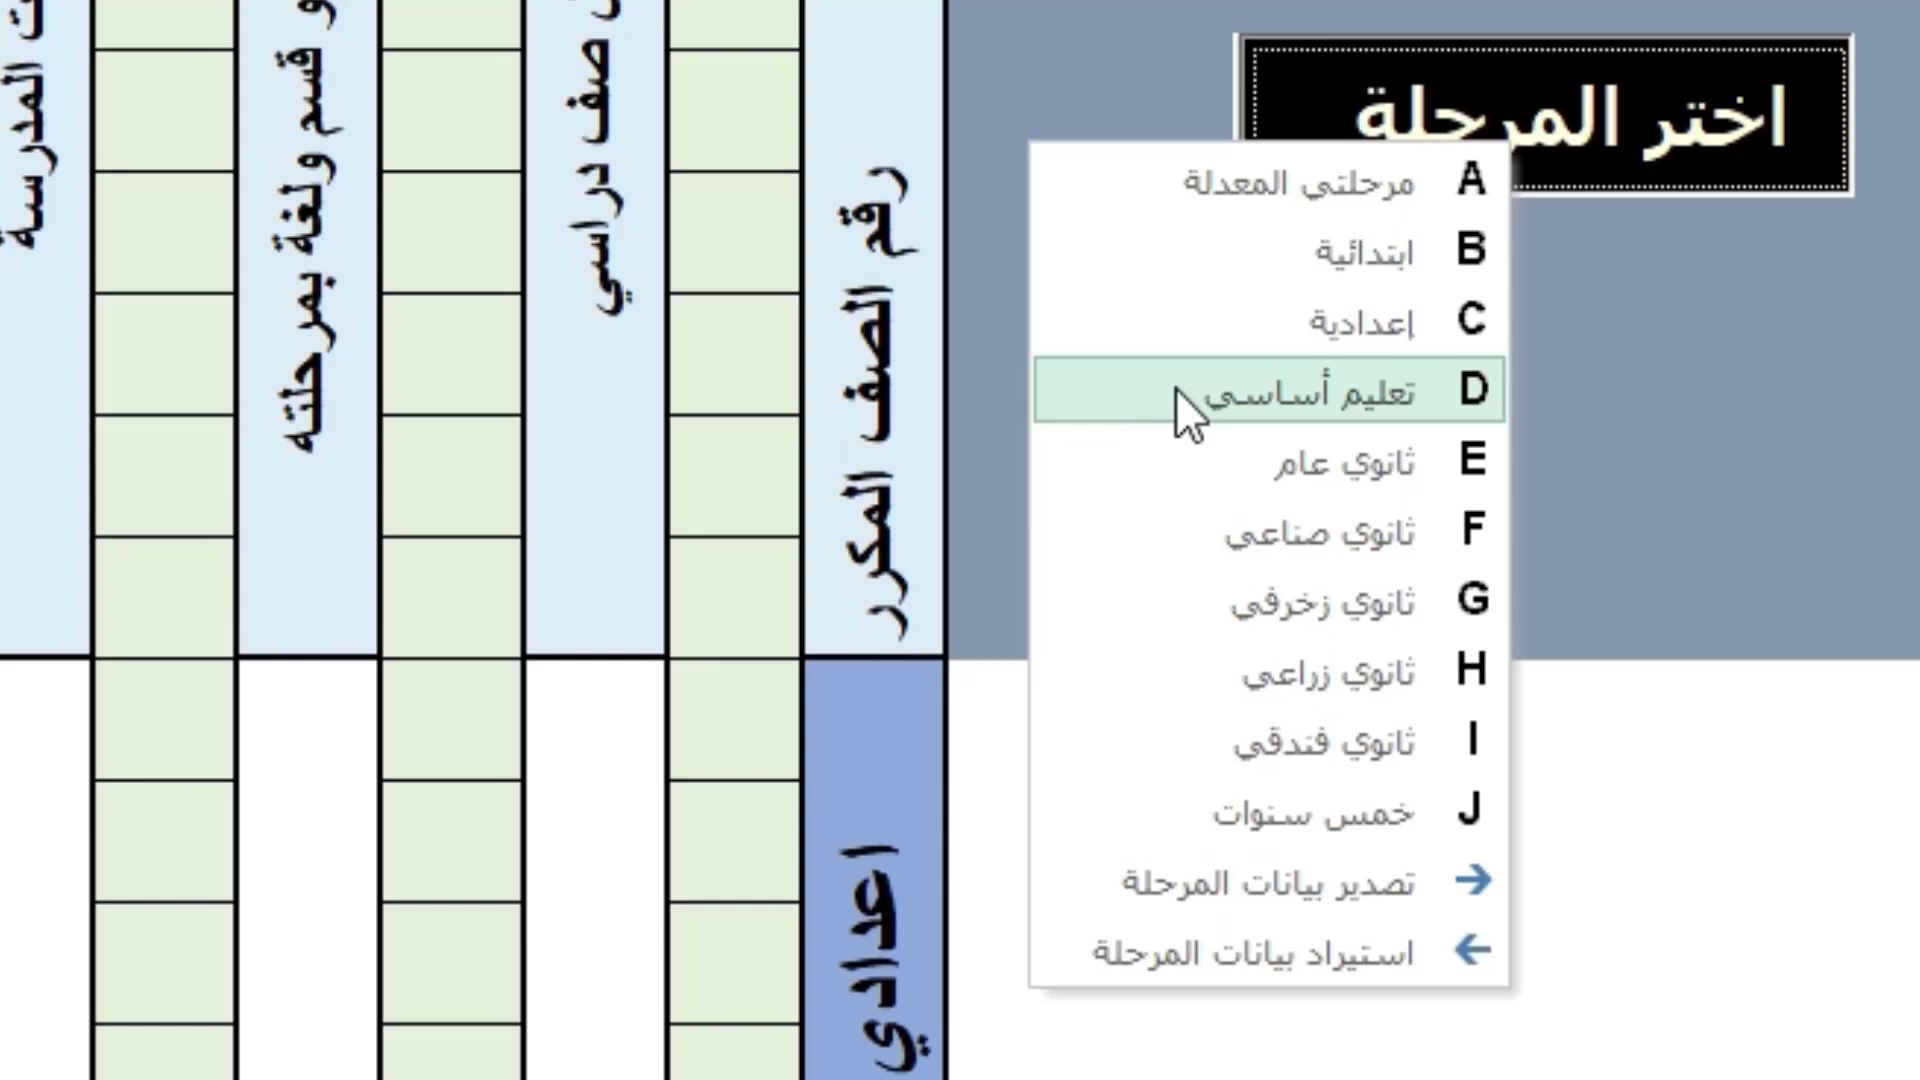 اختر المرحلة
A مرحلتي المعدلة
B ابتدائية
C إعدادية
D تعليم أساسي
E ثانوي عام
F ثانوي صناعي
G ثانوي زخرفي
H ثانوي زراعي
I ثانوي فندقي
J خمس سنوات
→ تصدير بيانات المرحلة
← استيراد بيانات المرحلة
رقم الصف المكرر
اعدادي
صف دراسي
قسم ولغة بمرحلته
المدرسة